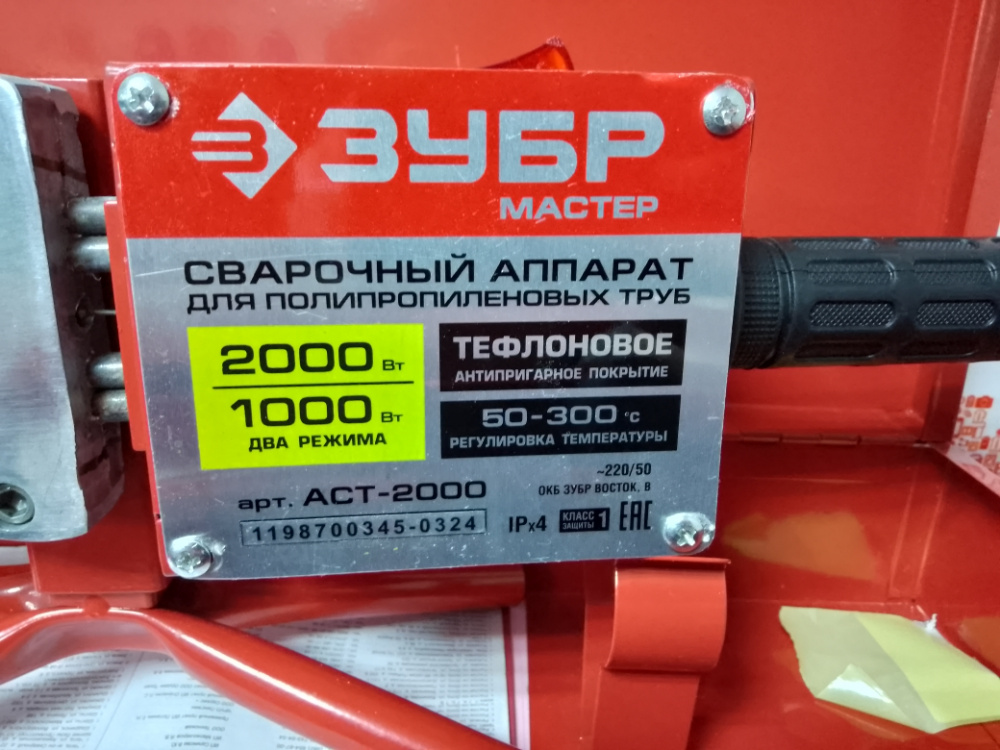 ЗУБР
МАСТЕР
СВАРОЧНЫЙ АППАРАТ
ДЛЯ ПОЛИПРОПИЛЕНОВЫХ ТРУБ
2000 Вт
1000 Вт
ДВА РЕЖИМА
ТЕФЛОНОВОЕ
АНТИПРИГАРНОЕ ПОКРЫТИЕ
50-300 °С
РЕГУЛИРОВКА ТЕМПЕРАТУРЫ
~220/50
ОКБ ЗУБР ВОСТОК, В
арт. АСТ-2000
1198700345-0324
IPx4
КЛАСС
ЗАЩИТЫ 1
ЕАС